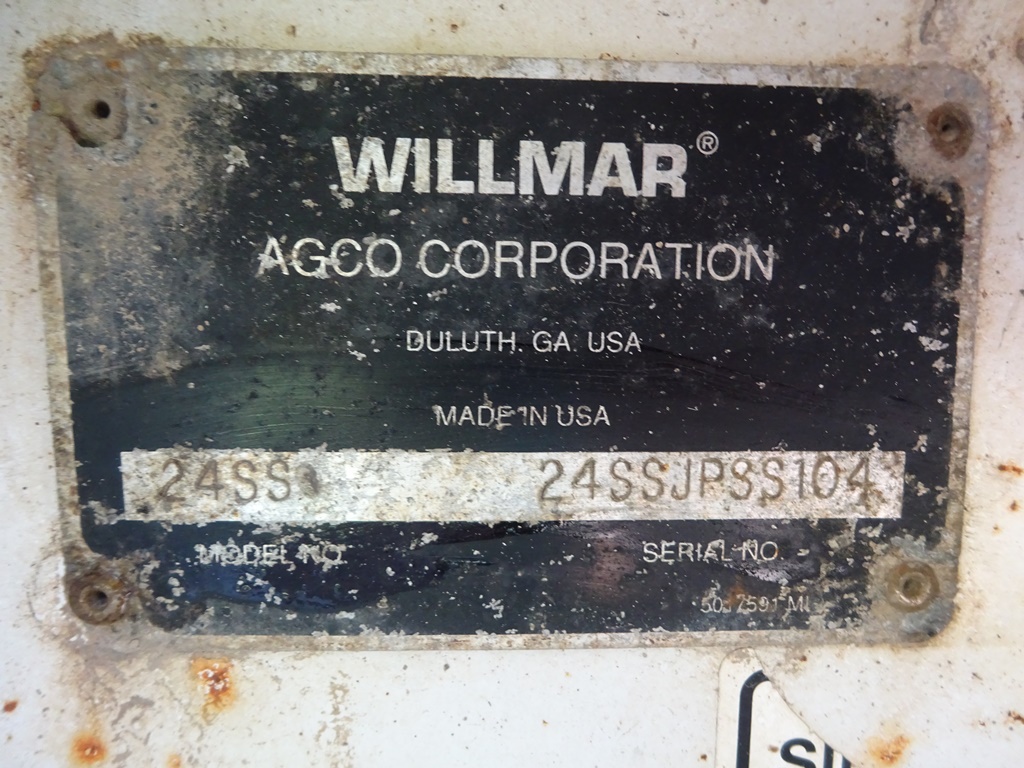 WILLMAR®
AGCO CORPORATION
DULUTH, GA. USA
MADE IN USA
24SS 24SSJPSS104
MODEL NO. SERIAL NO.